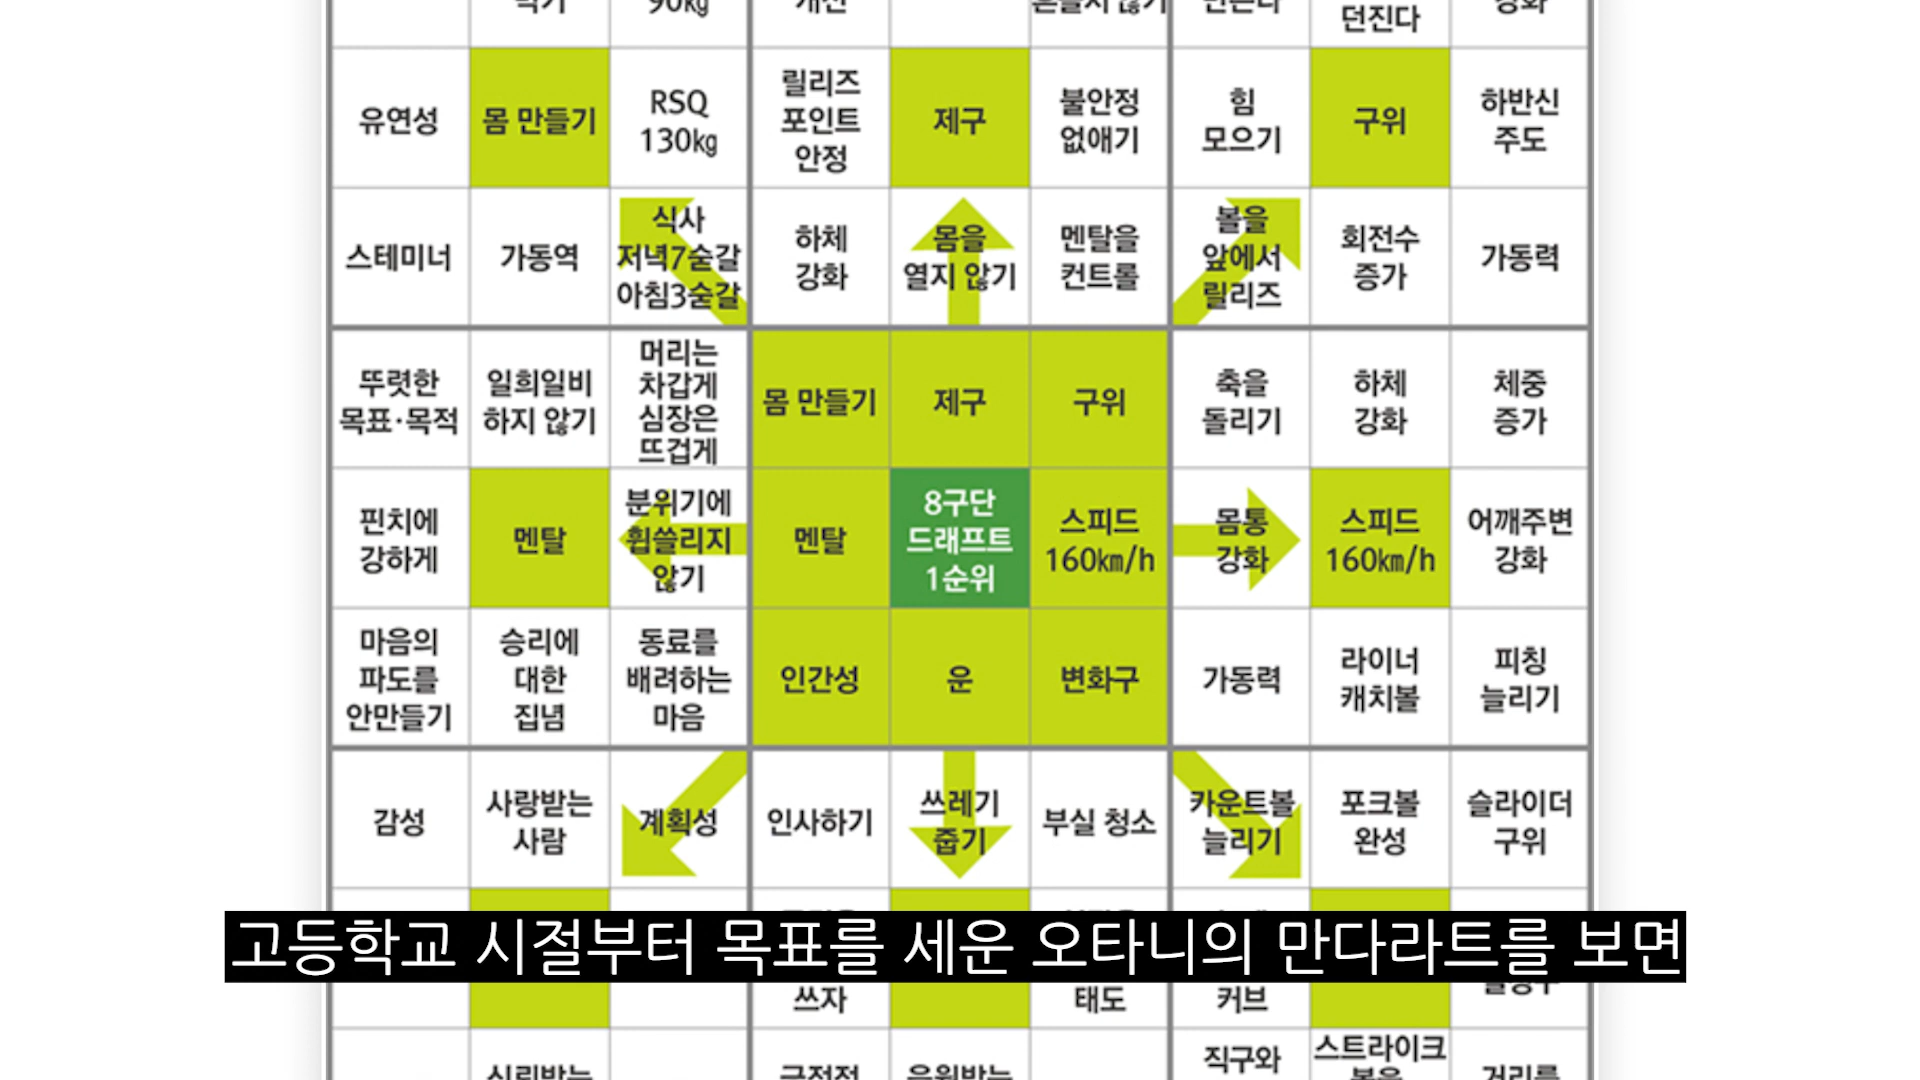 90kg
개선
던진다
강화
유연성
몸 만들기
RSQ
130kg
릴리즈
포인트
안정
제구
불안정
없애기
힘
모으기
구위
하반신
주도
스테미너
가동역
식사
저녁7숟갈
아침3숟갈
하체
강화
몸을
열지 않기
멘탈을
컨트롤
볼을
앞에서
릴리즈
회전수
증가
가동력
뚜렷한
목표·목적
일희일비
하지 않기
머리는
차갑게
심장은
뜨겁게
몸 만들기
제구
구위
축을
돌리기
하체
강화
체중
증가
핀치에
강하게
멘탈
분위기에
휩쓸리지
않기
멘탈
8구단
드래프트
1순위
스피드
160km/h
몸통
강화
스피드
160km/h
어깨주변
강화
마음의
파도를
안만들기
승리에
대한
집념
동료를
배려하는
마음
인간성
운
변화구
가동력
라이너
캐치볼
피칭
늘리기
감성
사랑받는
사람
계획성
인사하기
쓰레기
줍기
부실 청소
카운트볼
늘리기
포크볼
완성
슬라이더
구위
고등학교 시절부터 목표를 세운 오타니의 만다라트를 보면
쓰자
태도
커브
직구와
스트라이크